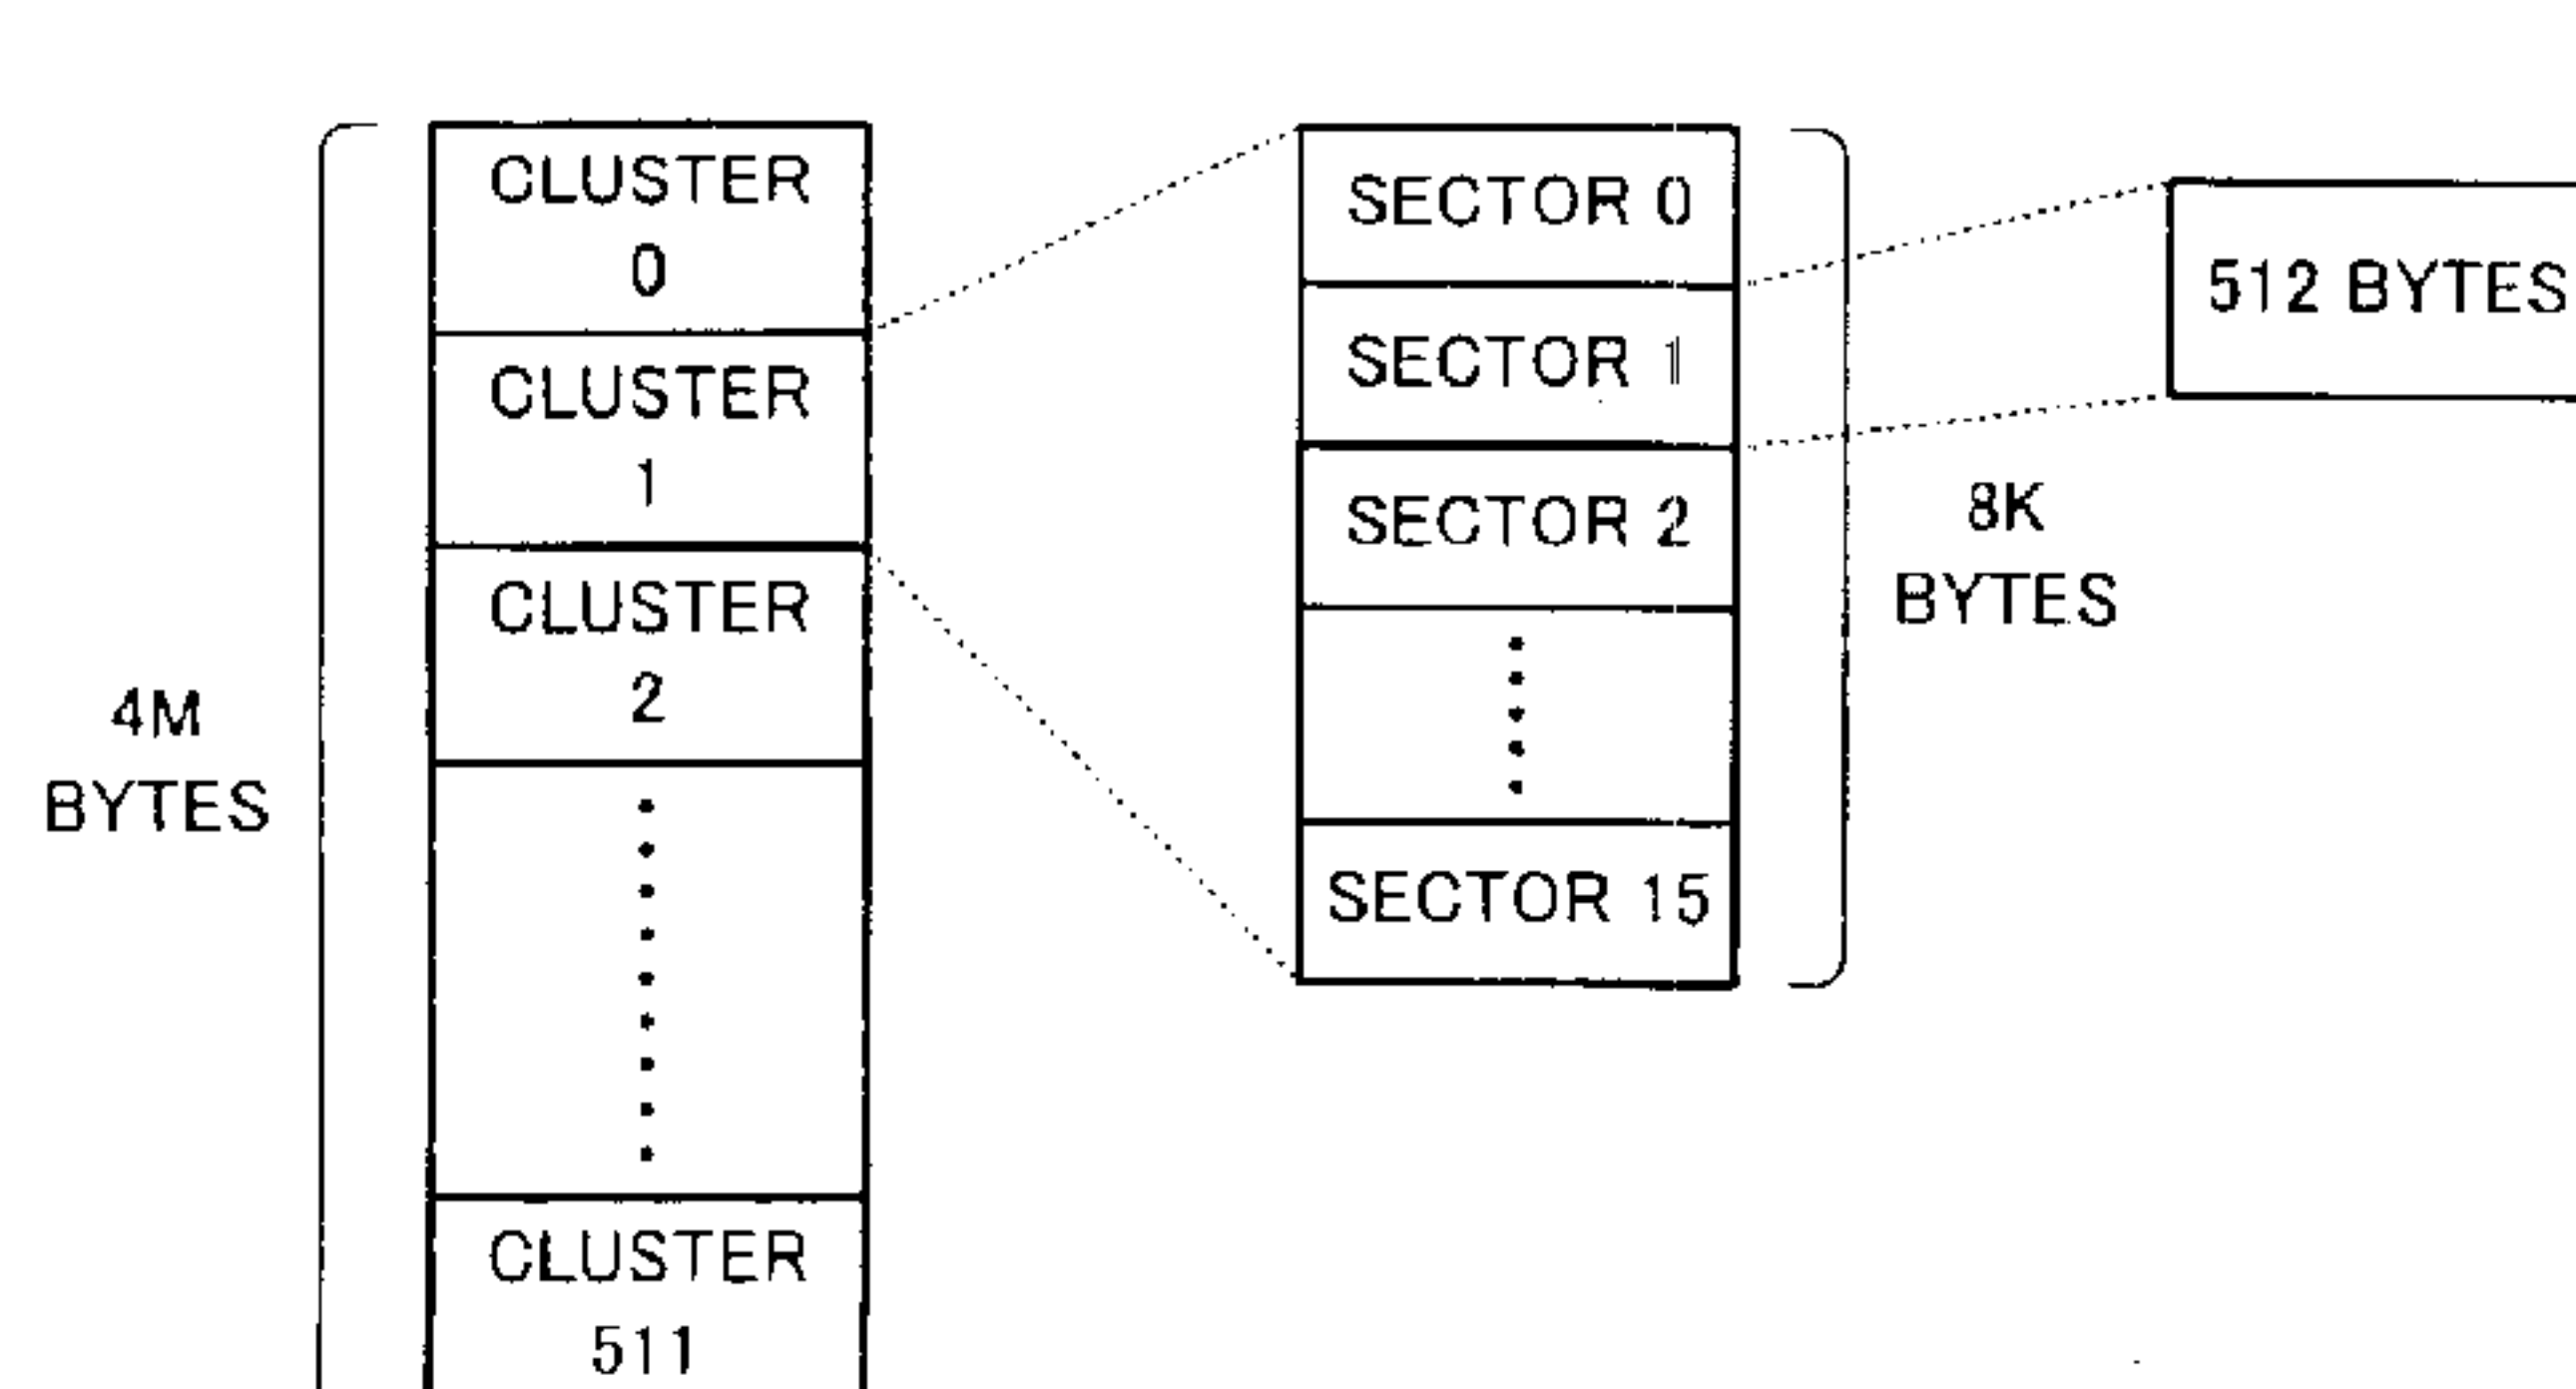 4M
BYTES
CLUSTER
0
CLUSTER
1
CLUSTER
2
CLUSTER
511
SECTOR 0
SECTOR 1
SECTOR 2
SECTOR 15
8K
BYTES
512 BYTES